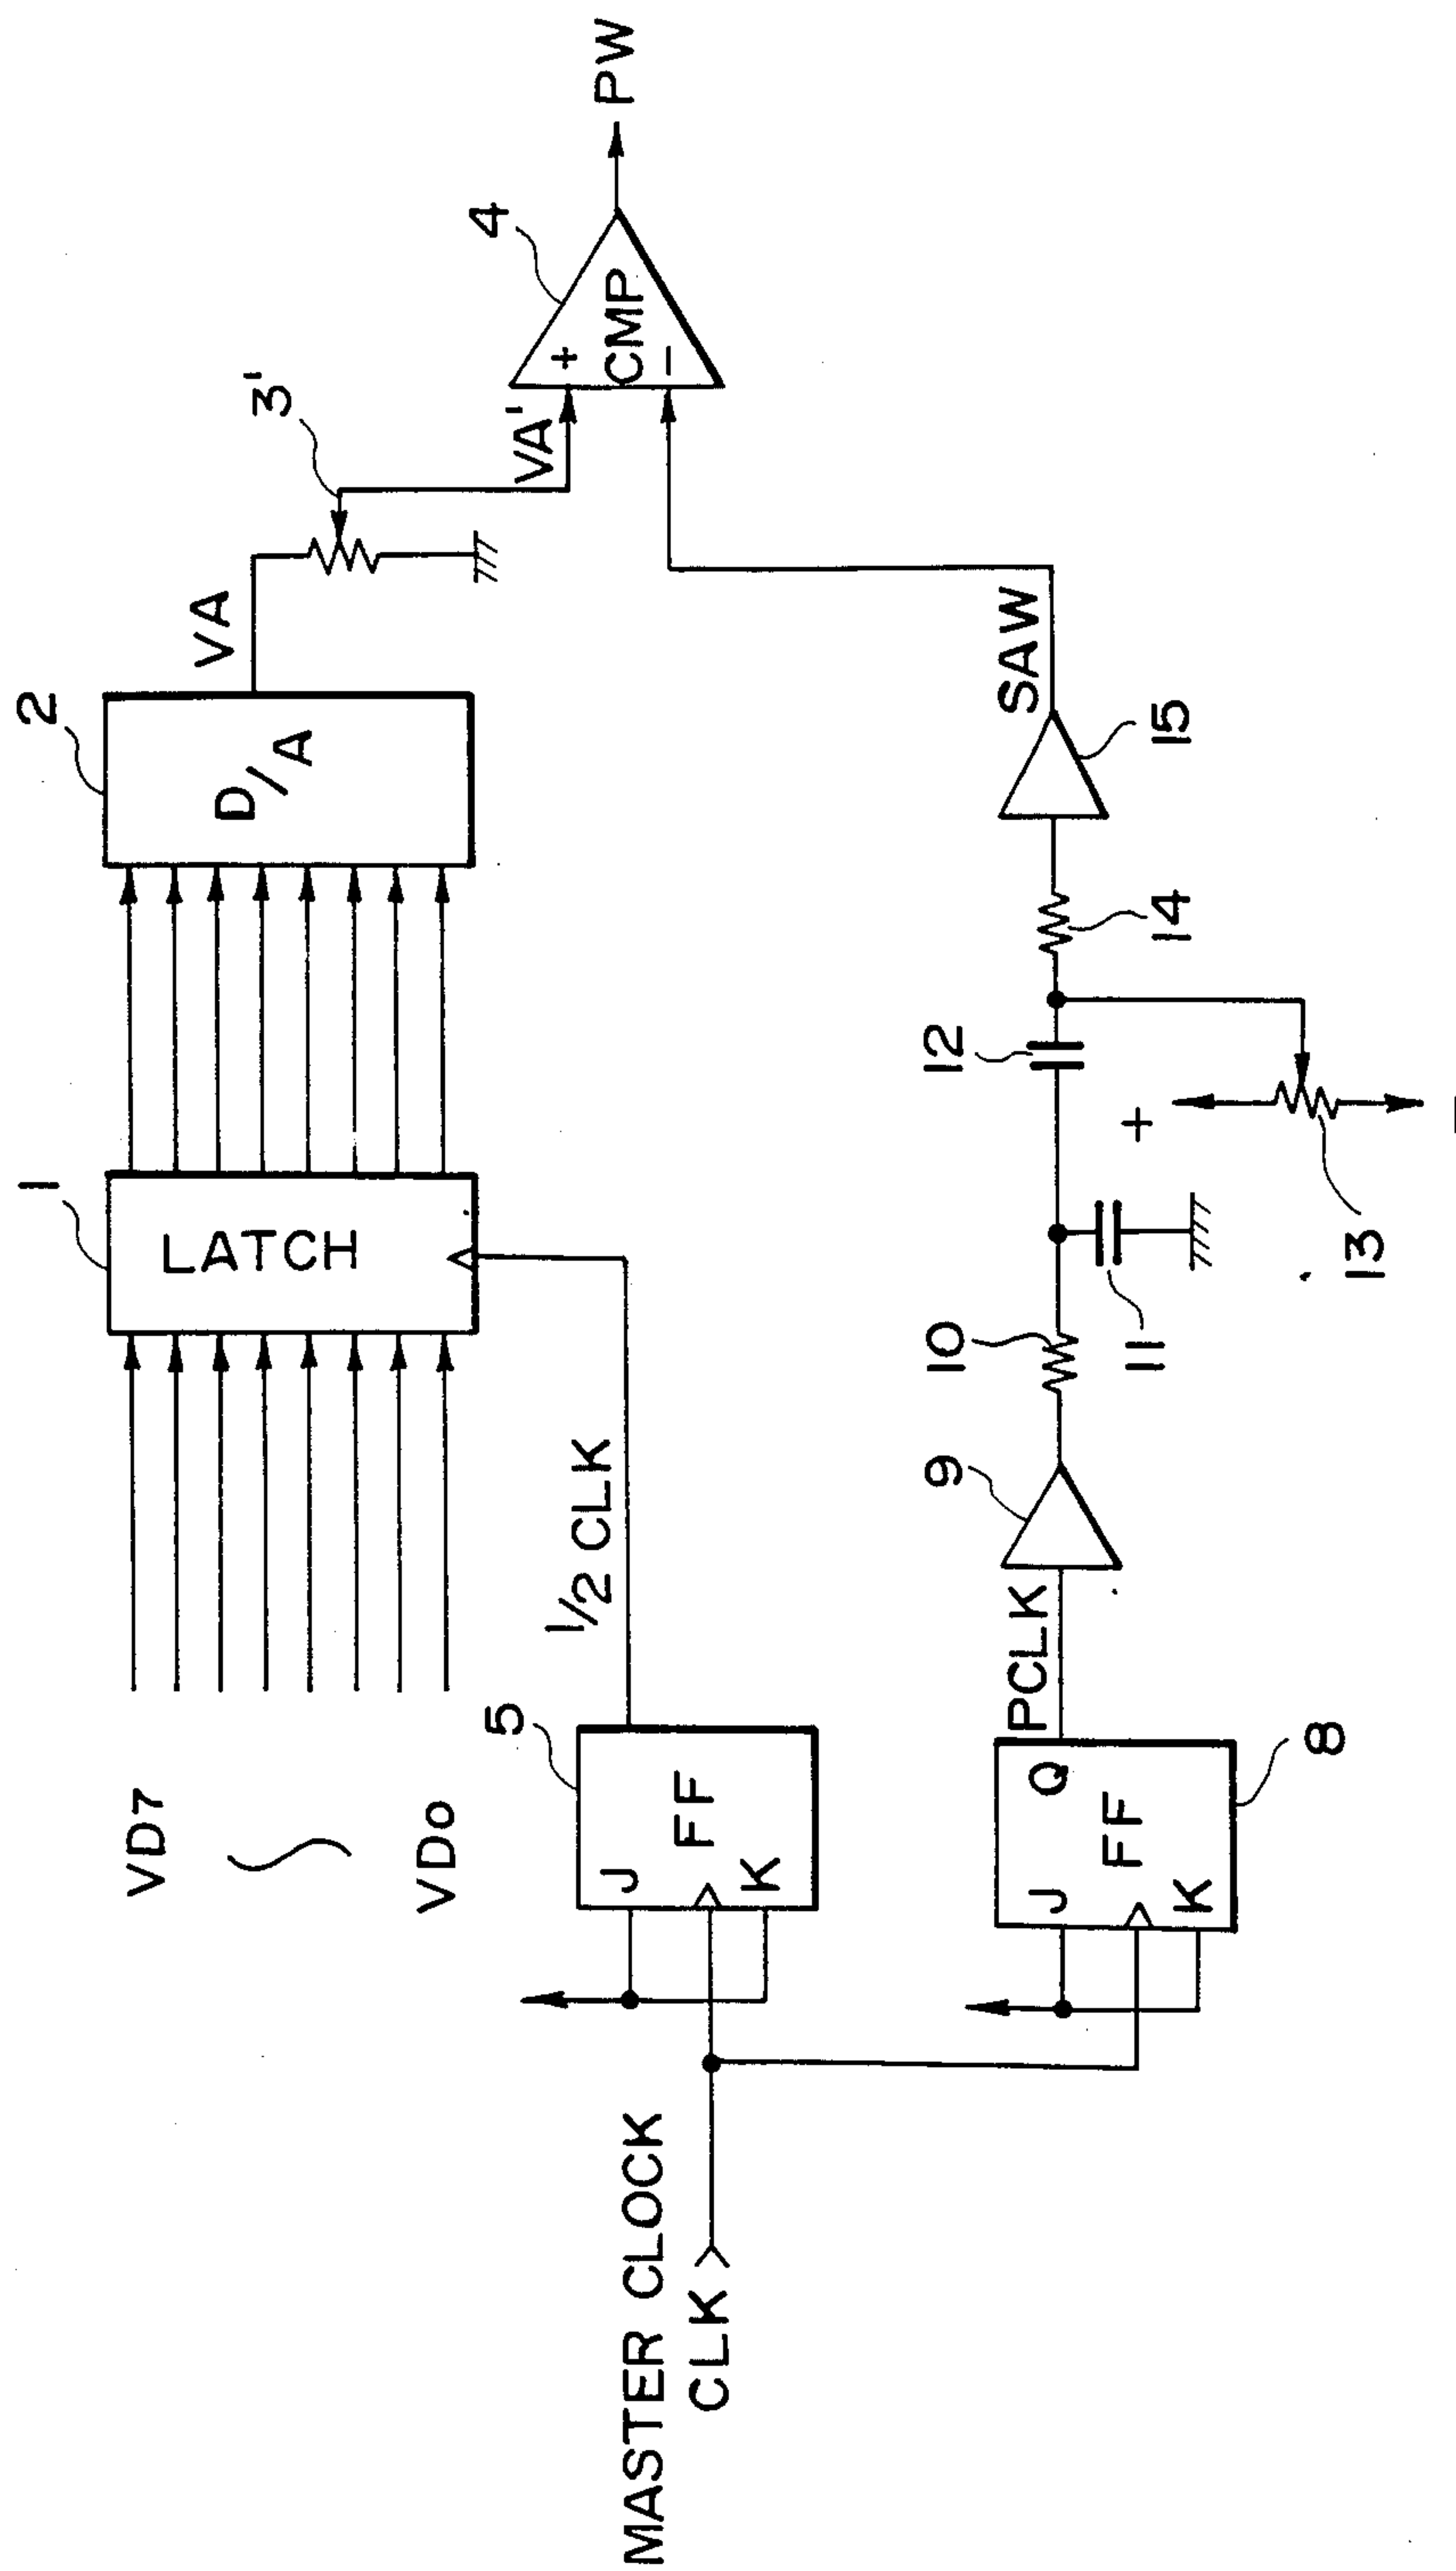 VD7
VD0
1
LATCH
2
D/A
VA
3'
VA'
4
+
CMP
−
PW
MASTER CLOCK
CLK
5
J
FF
K
1/2 CLK
8
J
Q
FF
K
PCLK
9
10
11
12
+
−
13
14
15
SAW